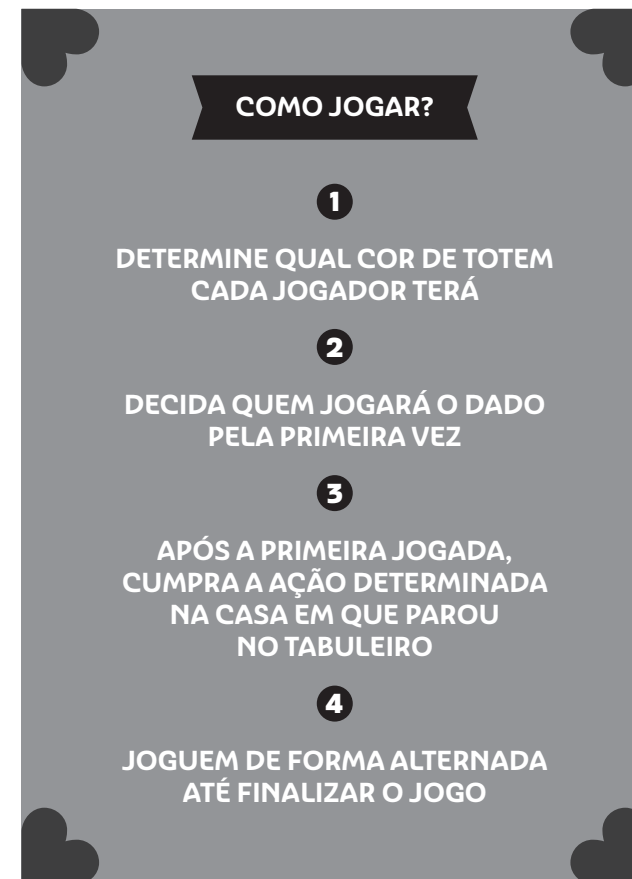 COMO JOGAR?
1
DETERMINE QUAL COR DE TOTEM
CADA JOGADOR TERÁ
2
DECIDA QUEM JOGARÁ O DADO
PELA PRIMEIRA VEZ
3
APÓS A PRIMEIRA JOGADA,
CUMPRA A AÇÃO DETERMINADA
NA CASA EM QUE PAROU
NO TABULEIRO
4
JOGUEM DE FORMA ALTERNADA
ATÉ FINALIZAR O JOGO